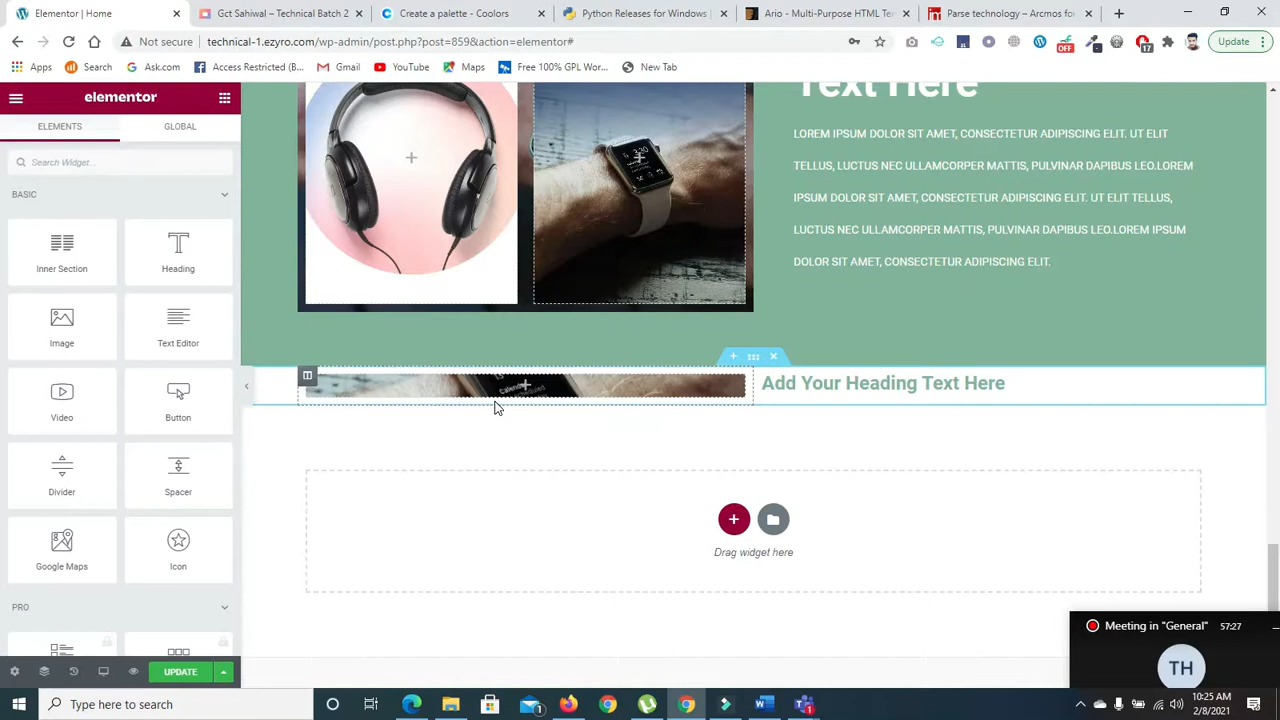 WordPress | Elementor
Gct Sahiwal – Technical Batch 2
Create a palette - Coolors
Python Releases for Windows
Ario - Multi-Purpose HTML Te
Parse technology – Arcmos for
Not secure
technical-1.ezyro.com/wp-admin/post.php?post=859&action=elementor#
OFF
17
Update
Apps
Search
Ask.com
Access Restricted (B...
Gmail
YouTube
Maps
Free 100% GPL Wor...
New Tab
elementor
ELEMENTS
GLOBAL
Search Widget...
BASIC
Inner Section
Heading
Image
Text Editor
Video
Button
Divider
Spacer
Google Maps
Icon
PRO
UPDATE
Text Here
LOREM IPSUM DOLOR SIT AMET, CONSECTETUR ADIPISCING ELIT. UT ELIT
TELLUS, LUCTUS NEC ULLAMCORPER MATTIS, PULVINAR DAPIBUS LEO.LOREM
IPSUM DOLOR SIT AMET, CONSECTETUR ADIPISCING ELIT. UT ELIT TELLUS,
LUCTUS NEC ULLAMCORPER MATTIS, PULVINAR DAPIBUS LEO.LOREM IPSUM
DOLOR SIT AMET, CONSECTETUR ADIPISCING ELIT.
Add Your Heading Text Here
Drag widget here
Meeting in "General"
57:27
TH
Type here to search
10:25 AM
2/8/2021